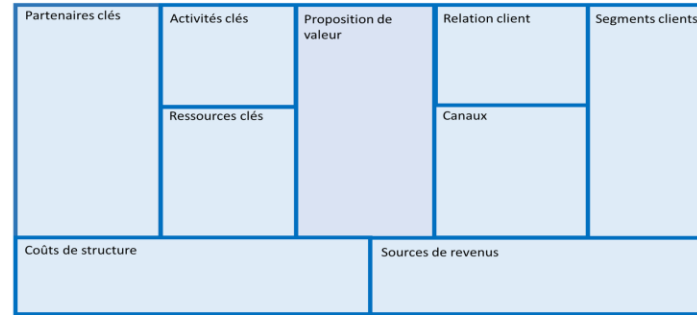 Partenaires clés
Activités clés
Proposition de
valeur
Relation client
Segments clients
Ressources clés
Canaux
Coûts de structure
Sources de revenus